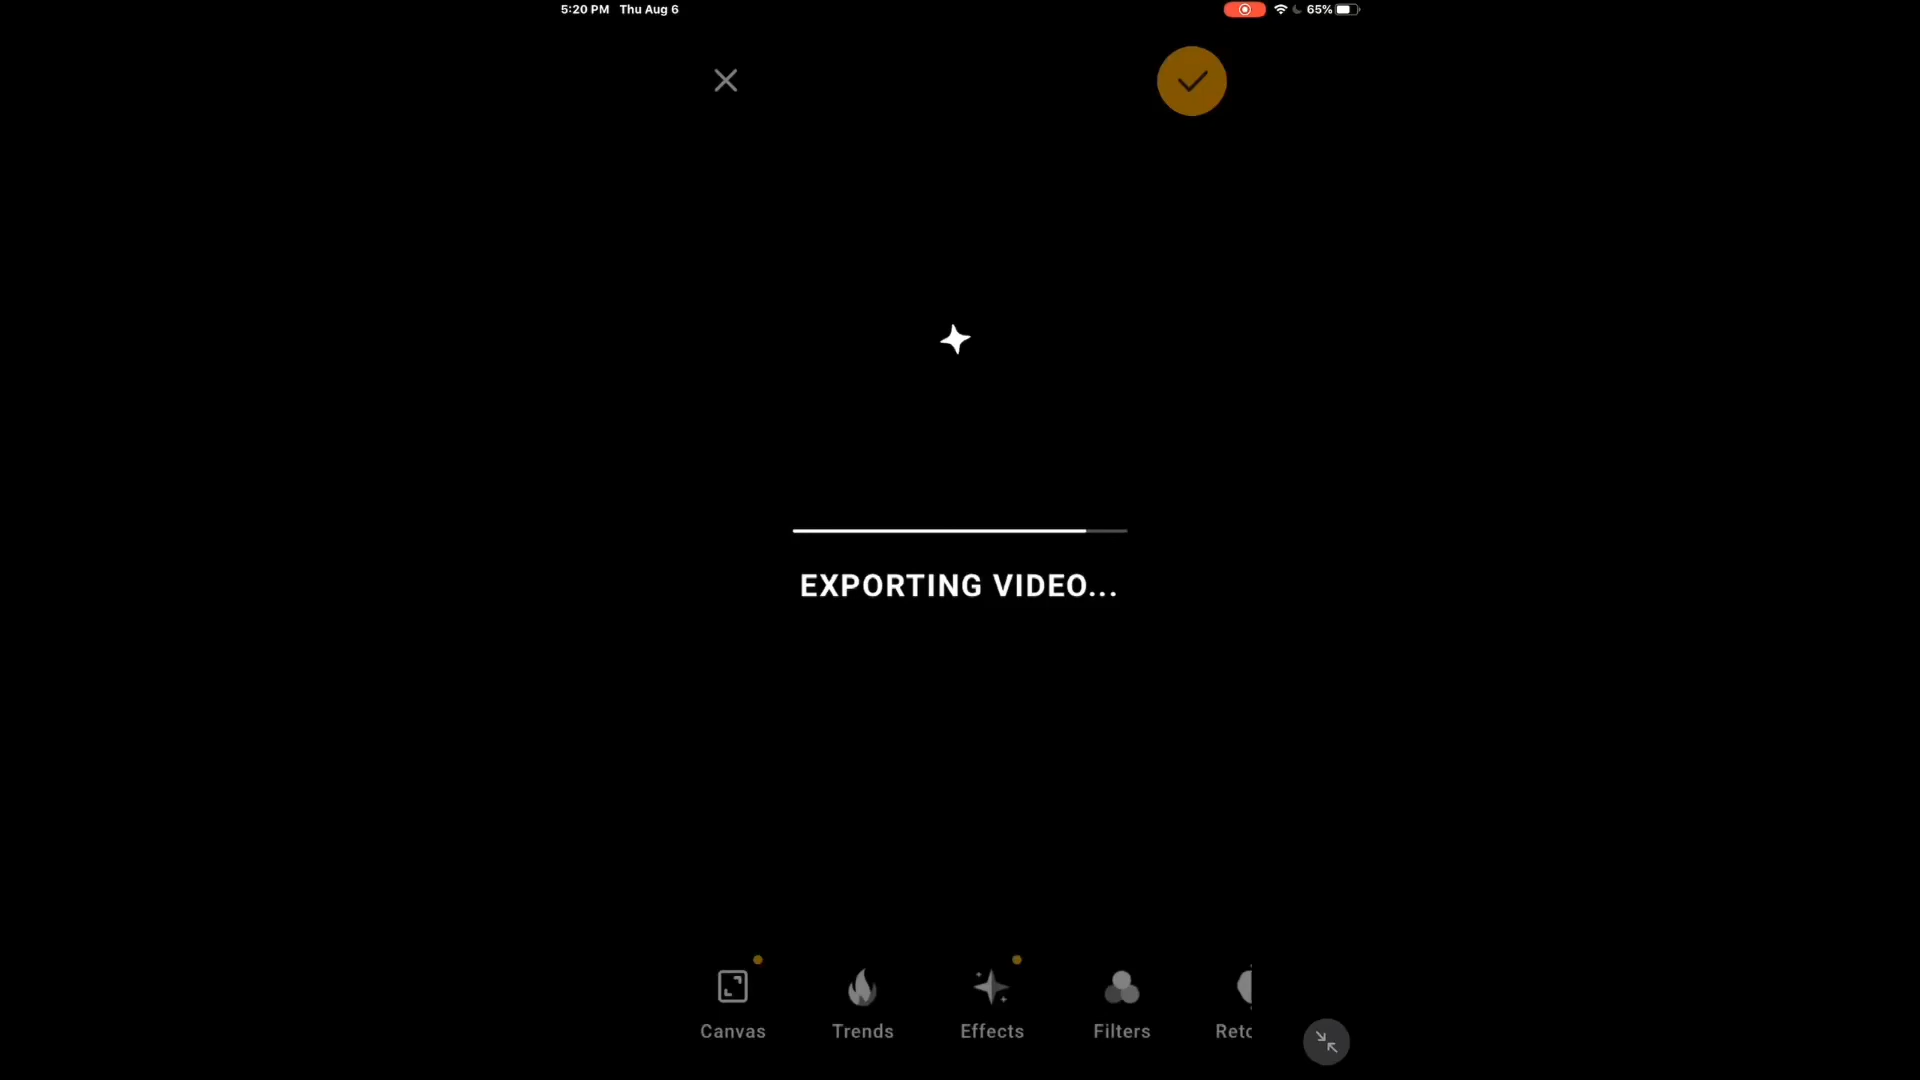 5:20 PM Thu Aug 6
65%
EXPORTING VIDEO...
Canvas
Trends
Effects
Filters